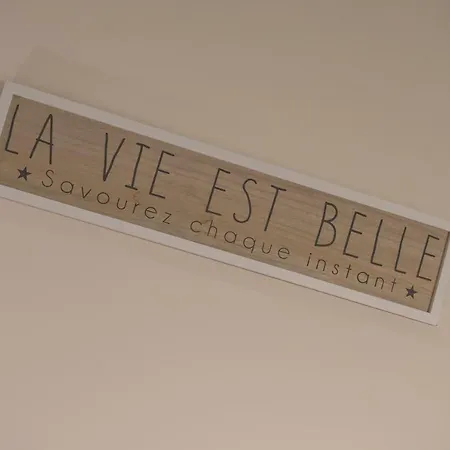 LA VIE EST BELLE
★ Savourez chaque instant ★